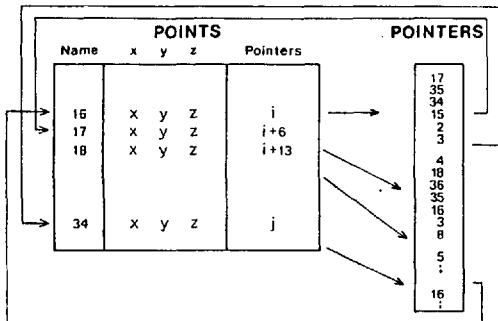 POINTS POINTERS
Name x y z Pointers
16 x y z i
17 x y z i+6
18 x y z i+13
34 x y z j
17
35
34
15
2
3
4
18
36
35
16
3
8
5
:
16
: